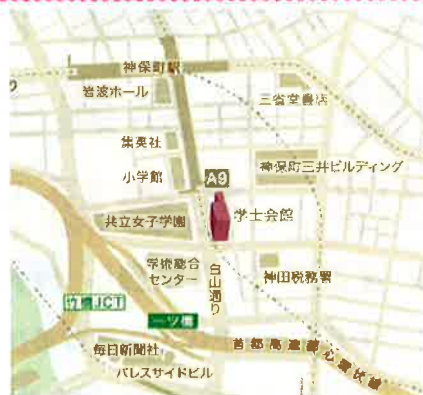 神保町駅
岩波ホール
三省堂書店
集英社
小学館
A9
神保町三井ビルディング
学士会館
共立女子学園
学術総合
センター
白山通り
神田税務署
竹橋JCT
一ツ橋
毎日新聞社
パレスサイドビル
首都高速都心環状線